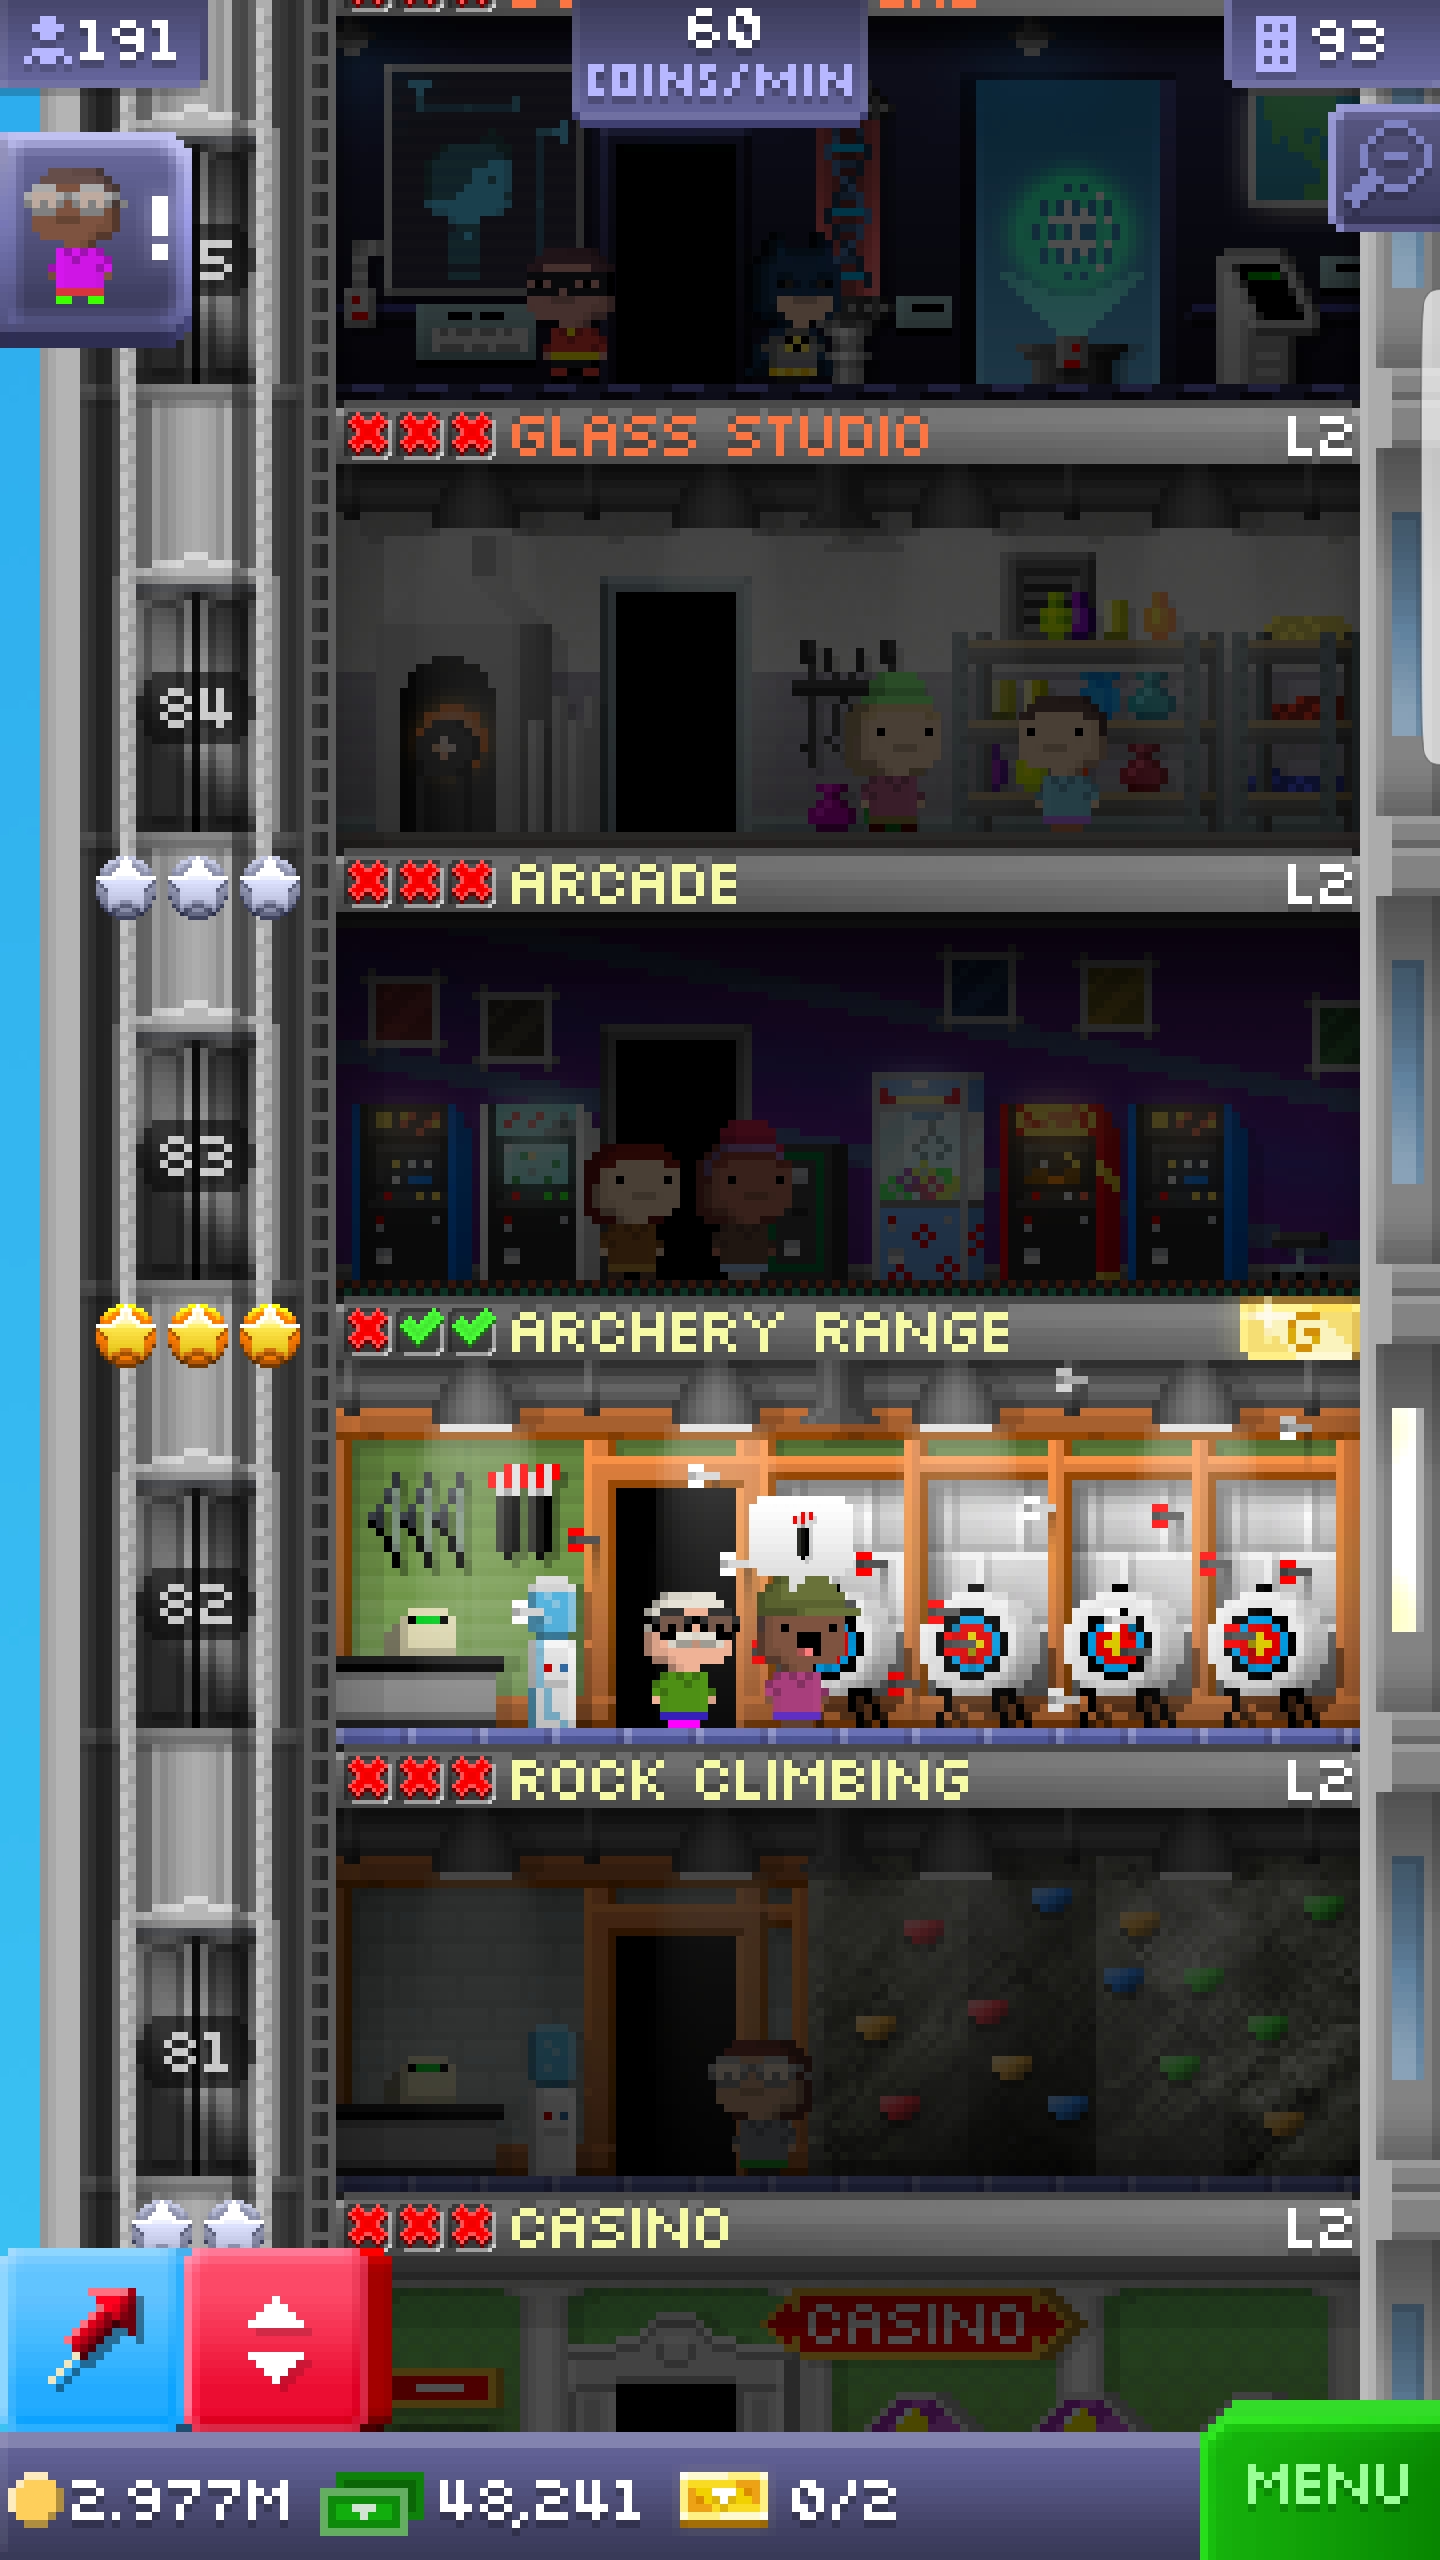 191
60
COINS/MIN
93
!
5
GLASS STUDIO
L2
84
ARCADE
L2
83
ARCHERY RANGE
G
82
ROCK CLIMBING
L2
81
CASINO
L2
CASINO
2.977M
48,241
0/2
MENU